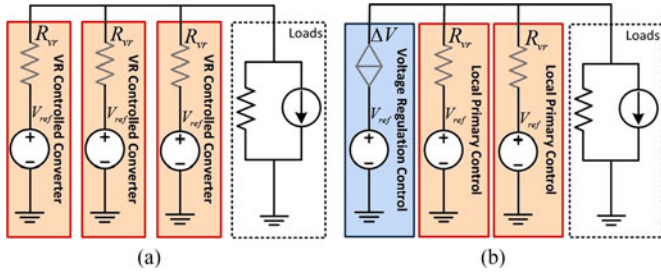 R_vr
V_ref
VR Controlled Converter
R_vr
V_ref
VR Controlled Converter
R_vr
V_ref
VR Controlled Converter
Loads
(a)
ΔV
V_ref
Voltage Regulation Control
R_vr
V_ref
Local Primary Control
R_vr
V_ref
Local Primary Control
Loads
(b)